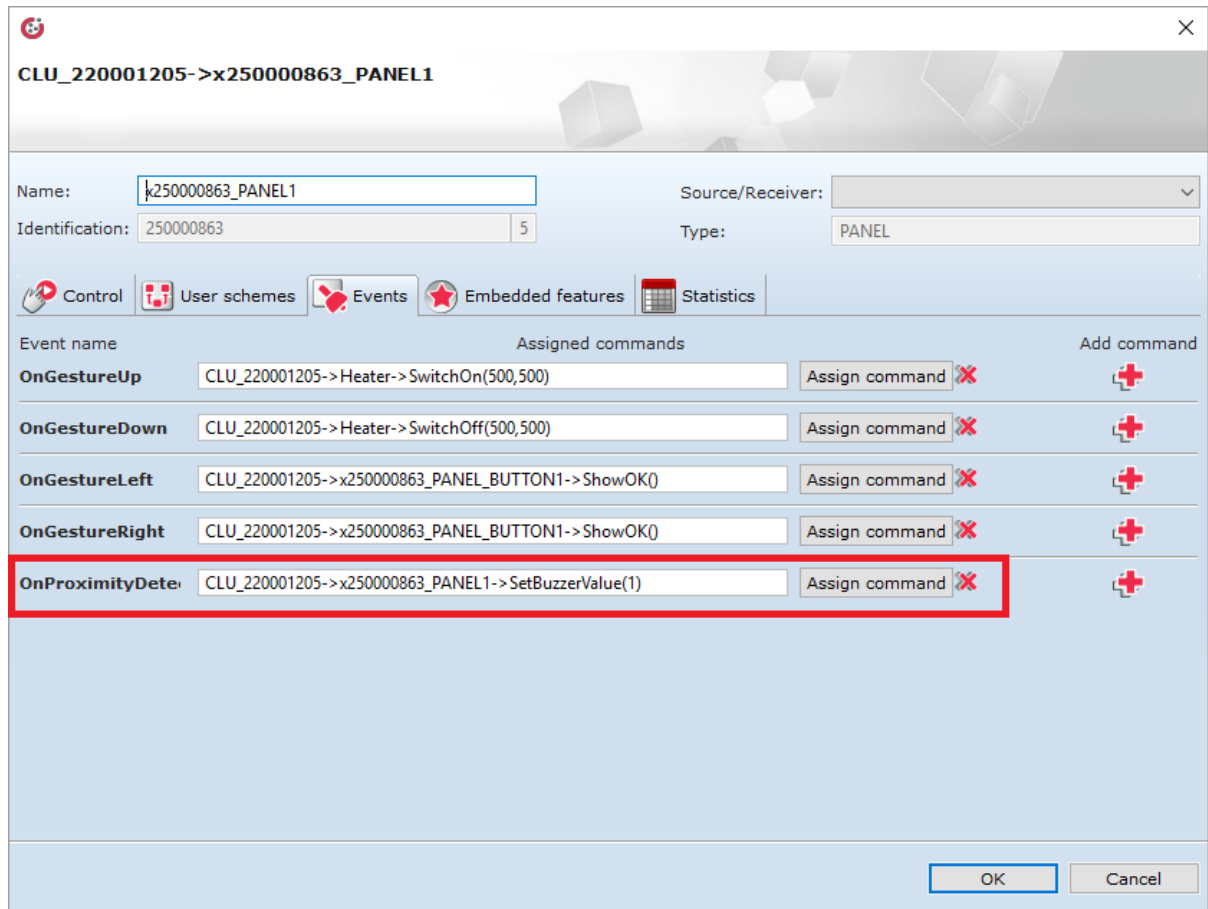 CLU_220001205->x250000863_PANEL1
Name: x250000863_PANEL1 Source/Receiver:
Identification: 250000863 5 Type: PANEL
Control User schemes Events Embedded features Statistics
Event name Assigned commands Add command
OnGestureUp CLU_220001205->Heater->SwitchOn(500,500) Assign command
OnGestureDown CLU_220001205->Heater->SwitchOff(500,500) Assign command
OnGestureLeft CLU_220001205->x250000863_PANEL_BUTTON1->ShowOK() Assign command
OnGestureRight CLU_220001205->x250000863_PANEL_BUTTON1->ShowOK() Assign command
OnProximityDete CLU_220001205->x250000863_PANEL1->SetBuzzerValue(1) Assign command
OK Cancel